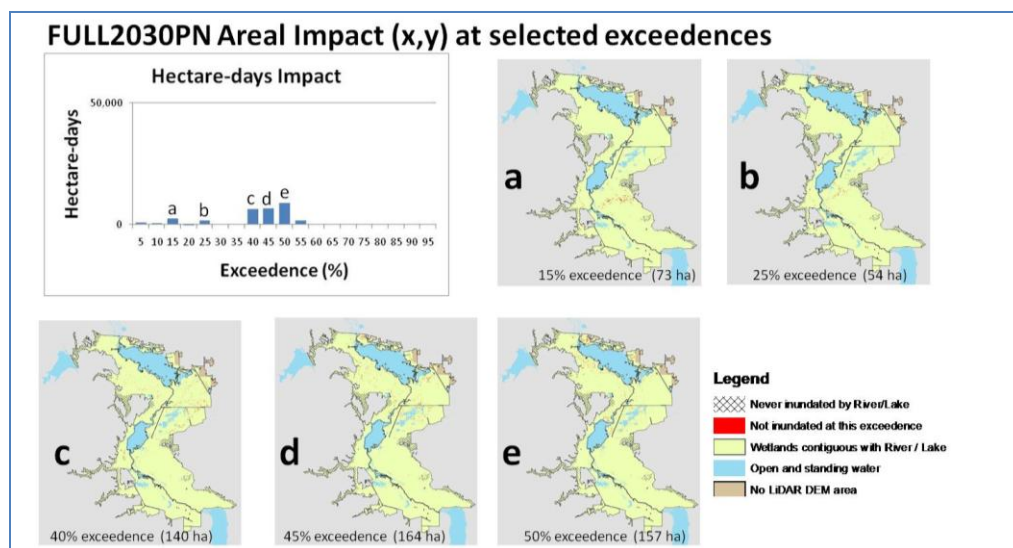 FULL2030PN Areal Impact (x,y) at selected exceedences
Hectare-days Impact
50,000
Hectare-days
0
a
b
c
d
e
5 10 15 20 25 30 35 40 45 50 55 60 65 70 75 80 85 90 95
Exceedence (%)
a
15% exceedence (73 ha)
b
25% exceedence (54 ha)
c
40% exceedence (140 ha)
d
45% exceedence (164 ha)
e
50% exceedence (157 ha)
Legend
Never inundated by River/Lake
Not inundated at this exceedence
Wetlands contiguous with River / Lake
Open and standing water
No LiDAR DEM area